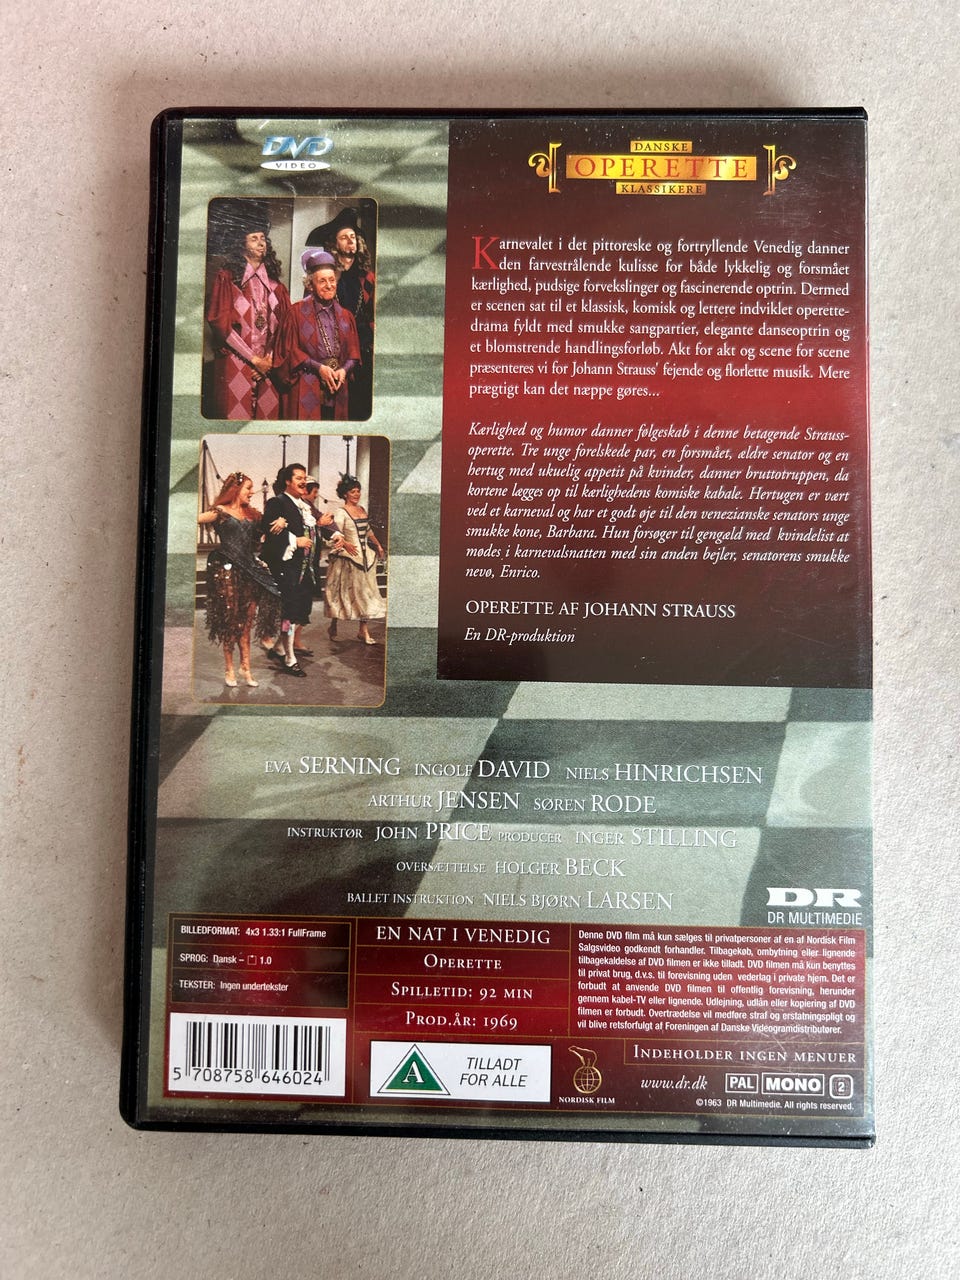 DVD
VIDEO
DANSKE
OPERETTE
KLASSIKERE
Karnevalet i det pittoreske og fortryllende Venedig danner
den farvestrålende kulisse for både lykkelig og forsmået
kærlighed, pudsige forvekslinger og fascinerende optrin. Dermed
er scenen sat til et klassisk, komisk og lettere indviklet operette-
drama fyldt med smukke sangpartier, elegante danseoptrin og
et blomstrende handlingsforløb. Akt for akt og scene for scene
præsenteres vi for Johann Strauss' fejende og florlette musik. Mere
prægtigt kan det næppe gøres...
Kærlighed og humor danner følgeskab i denne betagende Strauss-
operette. Tre unge forelskede par, en forsmået, ældre senator og en
hertug med ukuelig appetit på kvinder, danner bruttotruppen, da
kortene lægges op til kærlighedens komiske kabale. Hertugen er vært
ved et karneval og har et godt øje til den venezianske senators unge
smukke kone, Barbara. Hun forsøger til gengæld med kvindelist at
mødes i karnevalsnatten med sin anden bejler, senatorens smukke
nevø, Enrico.
OPERETTE AF JOHANN STRAUSS
En DR-produktion
EVA SERNING INGOLF DAVID NIELS HINRICHSEN
ARTHUR JENSEN SØREN RODE
INSTRUKTØR JOHN PRICE PRODUCER INGER STILLING
OVERSÆTTELSE HOLGER BECK
BALLET INSTRUKTION NIELS BJØRN LARSEN
DR
DR MULTIMEDIE
BILLEDFORMAT: 4x3 1.33:1 FullFrame
SPROG: Dansk – 1.0
TEKSTER: Ingen undertekster
EN NAT I VENEDIG
OPERETTE
SPILLETID: 92 MIN
PROD.ÅR: 1969
Denne DVD film må kun sælges til privatpersoner af en af Nordisk Film
Salgsvideo godkendt forhandler. Tilbagekøb, ombytning eller lignende
tilbagekaldelse af DVD filmen er ikke tilladt. DVD filmen må kun benyttes
til privat brug, d.v.s. til forevisning uden vederlag i private hjem. Det er
forbudt at anvende DVD filmen til offentlig forevisning, herunder
gennem kabel-TV eller lignende. Udlejning, udlån eller kopiering af DVD
filmen er forbudt. Overtrædelse vil medføre straf og erstatningspligt og
vil blive retsforfulgt af Foreningen af Danske Videogramdistributører.
5 708758 646024
A
TILLADT
FOR ALLE
NORDISK FILM
INDEHOLDER INGEN MENUER
www.dr.dk PAL MONO 2
©1963 DR Multimedie. All rights reserved.